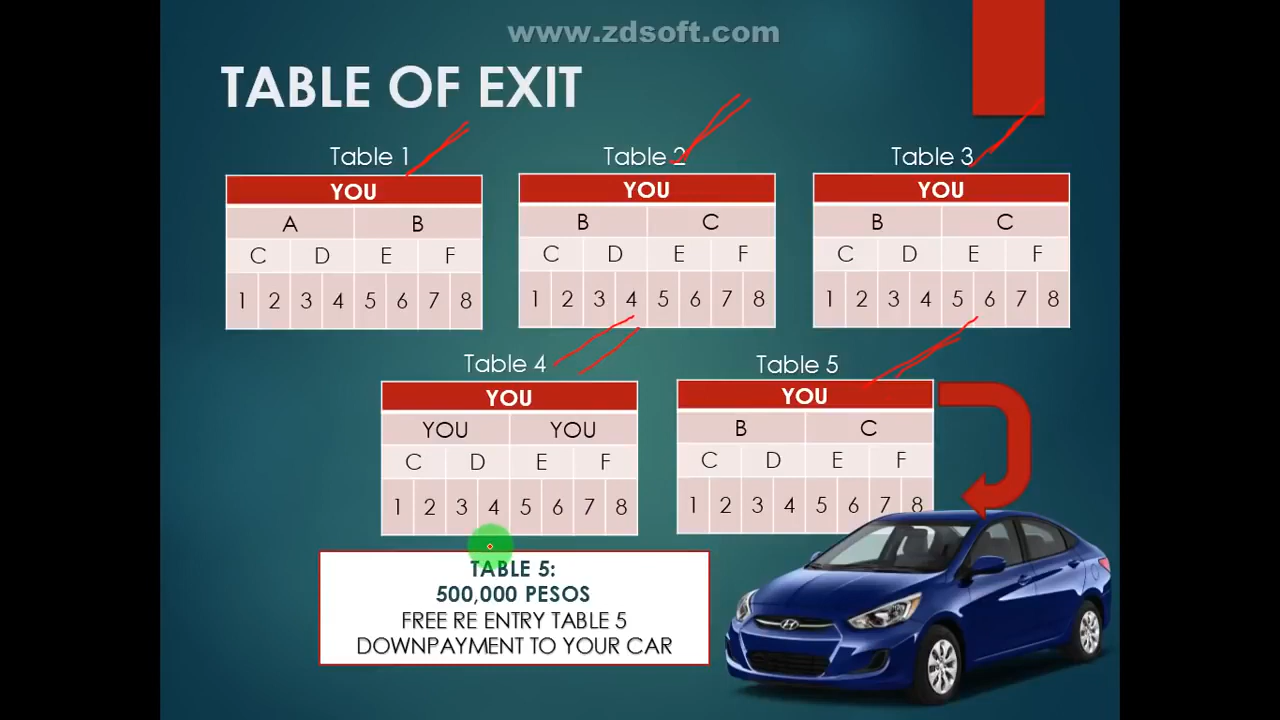 www.zdsoft.com
TABLE OF EXIT
Table 1
YOU
A B
C D E F
1 2 3 4 5 6 7 8
Table 2
YOU
B C
C D E F
1 2 3 4 5 6 7 8
Table 3
YOU
B C
C D E F
1 2 3 4 5 6 7 8
Table 4
YOU
YOU YOU
C D E F
1 2 3 4 5 6 7 8
Table 5
YOU
B C
C D E F
1 2 3 4 5 6 7 8
TABLE 5:
500,000 PESOS
FREE RE ENTRY TABLE 5
DOWNPAYMENT TO YOUR CAR